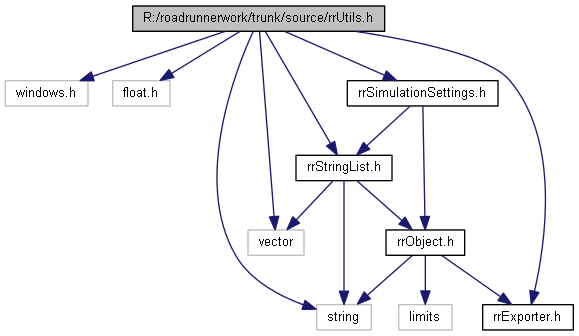 R:/roadrunnerwork/trunk/source/rrUtils.h
windows.h
float.h
rrSimulationSettings.h
rrStringList.h
vector
rrObject.h
string
limits
rrExporter.h